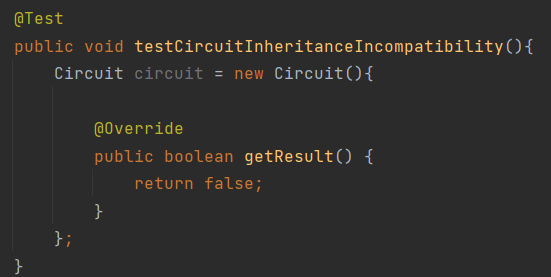 @Test
public void testCircuitInheritanceIncompatibility(){
    Circuit circuit = new Circuit(){
        @Override
        public boolean getResult() {
            return false;
        }
    };
}